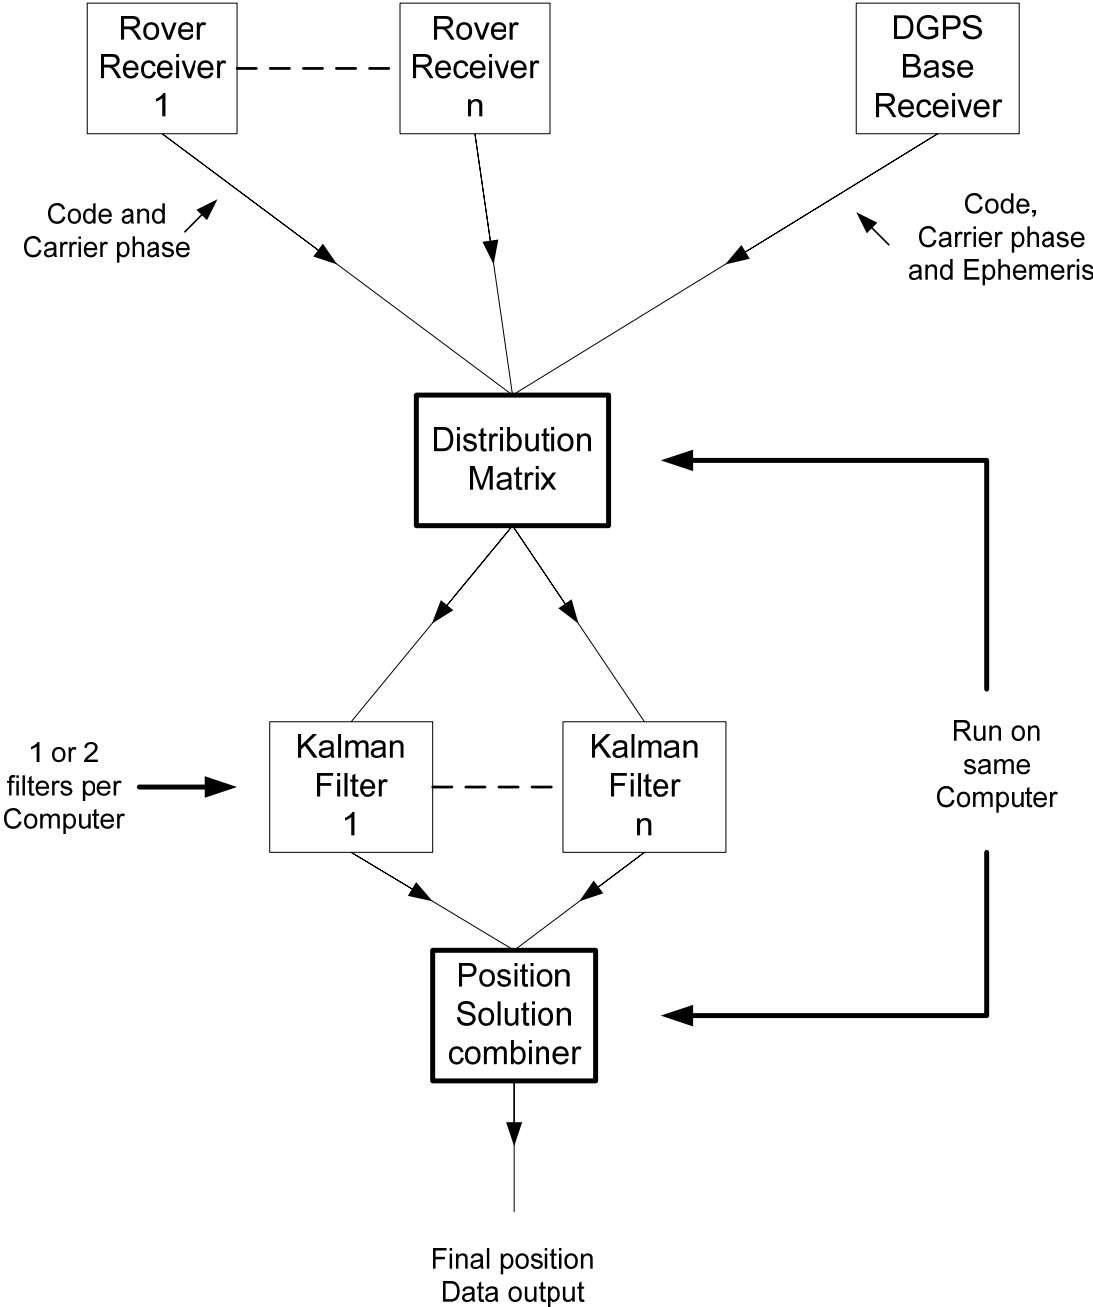 Rover
Receiver
1
Rover
Receiver
n
DGPS
Base
Receiver
Code and
Carrier phase
Code,
Carrier phase
and Ephemeris
Distribution
Matrix
1 or 2
filters per
Computer
Kalman
Filter
1
Kalman
Filter
n
Run on
same
Computer
Position
Solution
combiner
Final position
Data output